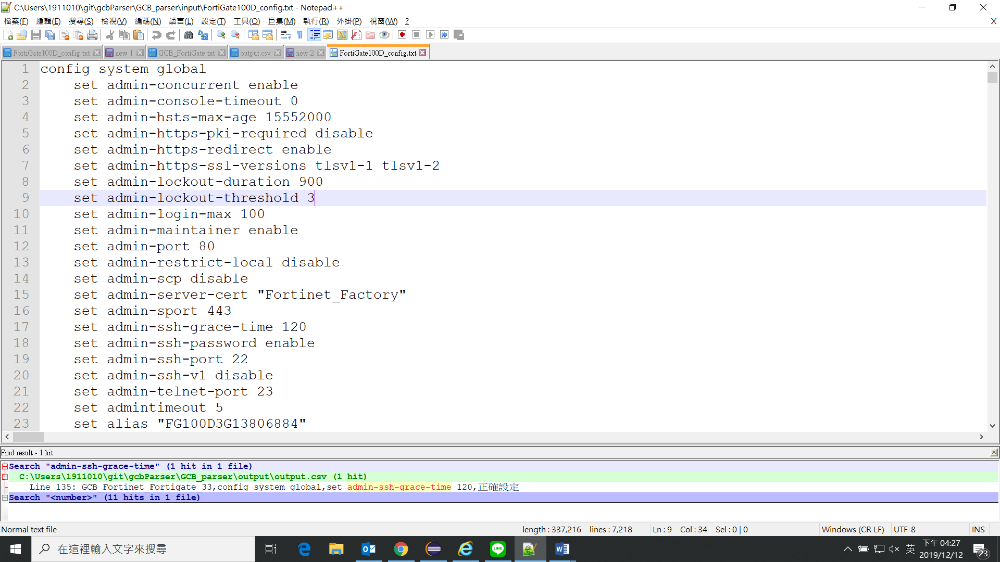 C:\Users\1911010\git\gcbParser\GCB_parser\input\FortiGate100D_config.txt - Notepad++
檔案(F) 編輯(E) 搜尋(S) 檢視(V) 編碼(N) 語言(L) 設定(T) 工具(O) 巨集(M) 執行(R) 外掛(P) 視窗(W) ? X
FortiGate100D_config.txt new 1 GCB_FortiGate.txt output.csv new 2 FortiGate100D_config.txt
1 config system global
2 set admin-concurrent enable
3 set admin-console-timeout 0
4 set admin-hsts-max-age 15552000
5 set admin-https-pki-required disable
6 set admin-https-redirect enable
7 set admin-https-ssl-versions tlsv1-1 tlsv1-2
8 set admin-lockout-duration 900
9 set admin-lockout-threshold 3
10 set admin-login-max 100
11 set admin-maintainer enable
12 set admin-port 80
13 set admin-restrict-local disable
14 set admin-scp disable
15 set admin-server-cert "Fortinet_Factory"
16 set admin-sport 443
17 set admin-ssh-grace-time 120
18 set admin-ssh-password enable
19 set admin-ssh-port 22
20 set admin-ssh-v1 disable
21 set admin-telnet-port 23
22 set admintimeout 5
23 set alias "FG100D3G13806884"
Find result - 1 hit
Search "admin-ssh-grace-time" (1 hit in 1 file)
C:\Users\1911010\git\gcbParser\GCB_parser\output\output.csv (1 hit)
Line 135: GCB_Fortinet_Fortigate_33,config system global,set admin-ssh-grace-time 120,正確設定
Search "<number>" (11 hits in 1 file)
Normal text file length : 337,216 lines : 7,218 Ln : 9 Col : 34 Sel : 0 | 0 Windows (CR LF) UTF-8 INS
在這裡輸入文字來搜尋
LINE
英
下午 04:27
2019/12/12
23